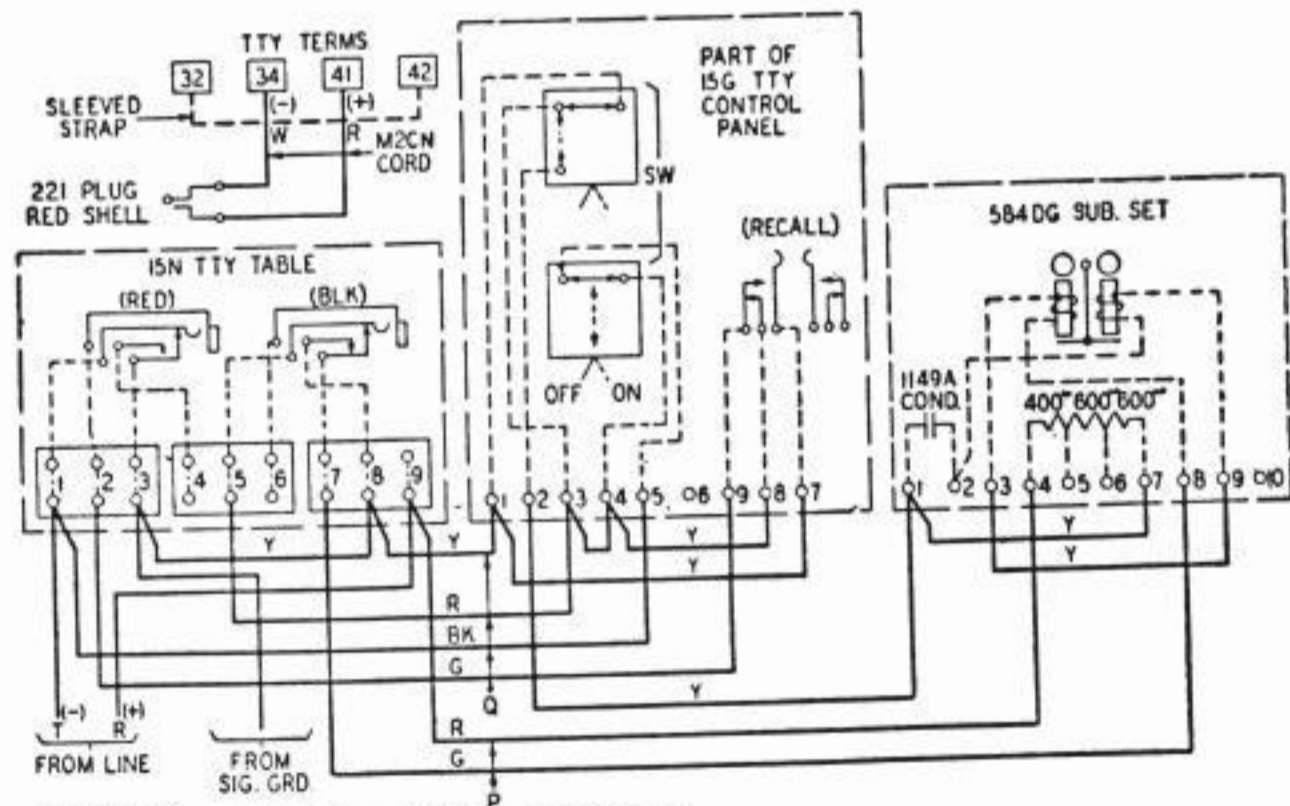 TTY TERMS
32 34 41 42
SLEEVED
STRAP
(-) (+)
W R
M2CN
CORD
221 PLUG
RED SHELL
PART OF
15G TTY
CONTROL
PANEL
SW
(RECALL)
OFF ON
584DG SUB. SET
1149A
COND.
400ω 600ω 600ω
15N TTY TABLE
(RED) (BLK)
1 2 3 4 5 6 7 8 9
1 2 3 4 5 6 9 8 7
1 2 3 4 5 6 7 8 9 10
Y Y Y Y
Y Y
R
BK
G
Y
Q
R
G
P
(-) (+)
T R
FROM LINE
FROM
SIG. GRD.